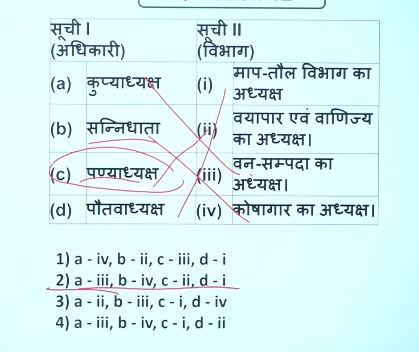 सूची I सूची II
(अधिकारी) (विभाग)
(a) कुप्याध्यक्ष (i) माप-तौल विभाग का
अध्यक्ष
(b) सन्निधाता (ii) वयापार एवं वाणिज्य
का अध्यक्ष।
(c) पण्याध्यक्ष (iii) वन-सम्पदा का
अध्यक्ष।
(d) पौतवाध्यक्ष (iv) कोषागार का अध्यक्ष।
1) a - iv, b - ii, c - iii, d - i
2) a - iii, b - iv, c - ii, d - i
3) a - ii, b - iii, c - i, d - iv
4) a - iii, b - iv, c - i, d - ii